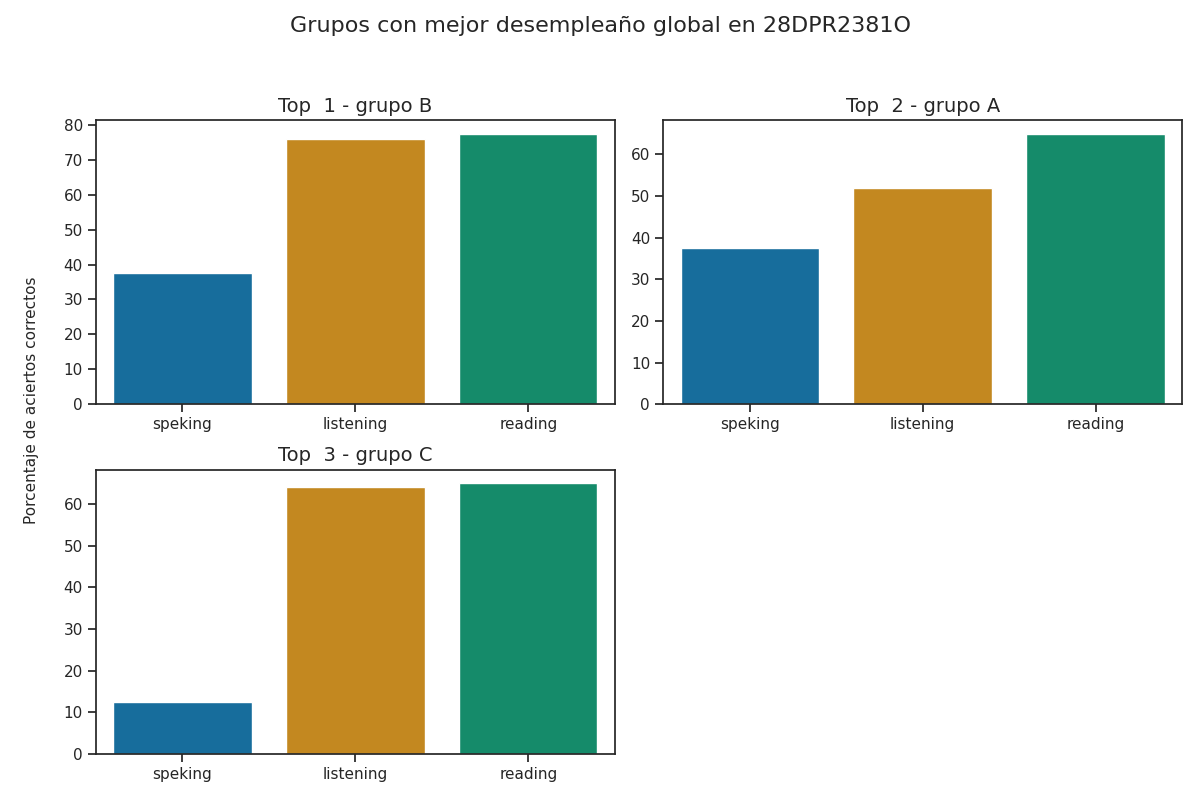 Grupos con mejor desempleaño global en 28DPR2381O
Porcentaje de aciertos correctos
Top  1 - grupo B
80
70
60
50
40
30
20
10
0
speking listening reading
Top  2 - grupo A
60
50
40
30
20
10
0
speking listening reading
Top  3 - grupo C
60
50
40
30
20
10
0
speking listening reading